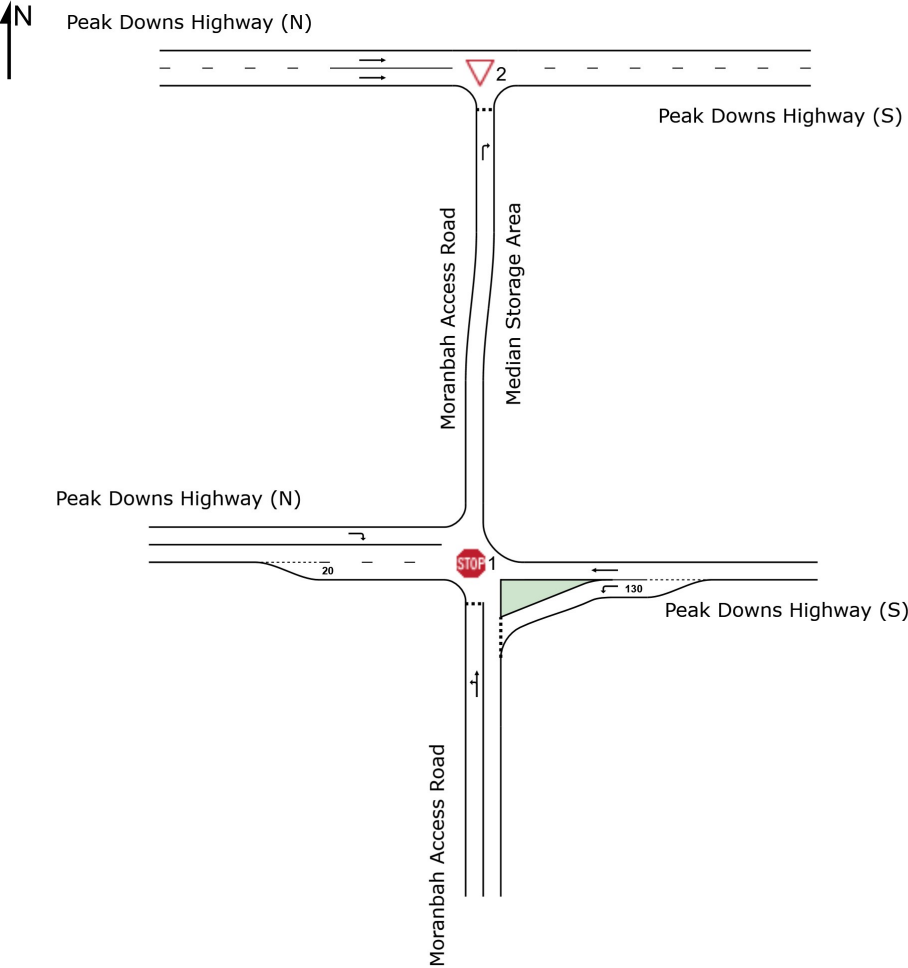 N
Peak Downs Highway (N)
2
Peak Downs Highway (S)
Moranbah Access Road
Median Storage Area
Peak Downs Highway (N)
STOP
1
20
130
Peak Downs Highway (S)
Moranbah Access Road